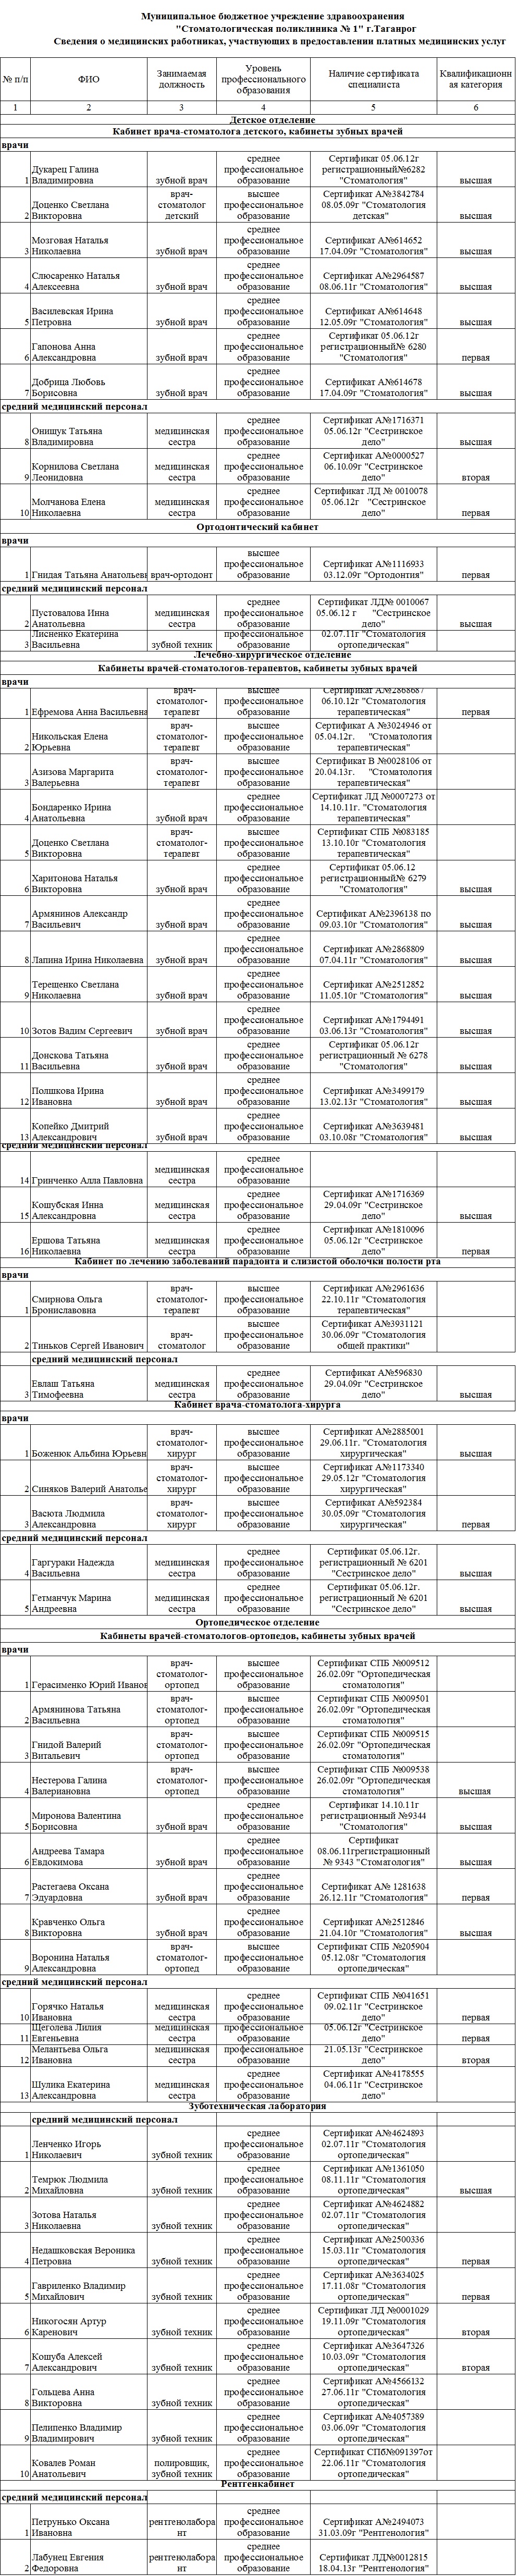 Муниципальное бюджетное учреждение здравоохранения
"Стоматологическая поликлиника № 1" г.Таганрог
Сведения о медицинских работниках, участвующих в предоставлении платных медицинских услуг
№ п/п ФИО Занимаемая должность Уровень профессионального образования Наличие сертификата специалиста Квалификационн ая категория
1 2 3 4 5 6
Детское отделение
Кабинет врача-стоматолога детского, кабинеты зубных врачей
врачи
1 Дукарец Галина Владимировна зубной врач среднее профессиональное образование Сертификат 05.06.12г регистрационный№6282 "Стоматология" высшая
2 Доценко Светлана Викторовна врач-стоматолог детский высшее профессиональное образование Сертификат А№3842784 08.05.09г "Стоматология детская" высшая
3 Мозговая Наталья Николаевна зубной врач среднее профессиональное образование Сертификат А№614652 17.04.09г "Стоматология" высшая
4 Слюсаренко Наталья Алексеевна зубной врач среднее профессиональное образование Сертификат А№2964587 08.06.11г "Стоматология" высшая
5 Василевская Ирина Петровна зубной врач среднее профессиональное образование Сертификат А№614648 12.05.09г "Стоматология" высшая
6 Гапонова Анна Александровна зубной врач среднее профессиональное образование Сертификат 05.06.12г регистрационный№ 6280 "Стоматология" первая
7 Добрица Любовь Борисовна зубной врач среднее профессиональное образование Сертификат А№614678 17.04.09г "Стоматология" высшая
средний медицинский персонал
8 Онищук Татьяна Владимировна медицинская сестра среднее профессиональное образование Сертификат А№1716371 05.06.12г "Сестринское дело" высшая
9 Корнилова Светлана Леонидовна медицинская сестра среднее профессиональное образование Сертификат А№0000527 06.10.09г "Сестринское дело" вторая
10 Молчанова Елена Николаевна медицинская сестра среднее профессиональное образование Сертификат ЛД № 0010078 05.06.12г "Сестринское дело" первая
Ортодонтический кабинет
врачи
1 Гнидая Татьяна Анатольевн врач-ортодонт высшее профессиональное образование Сертификат А№1116933 03.12.09г "Ортодонтия" первая
средний медицинский персонал
2 Пустовалова Инна Анатольевна медицинская сестра среднее профессиональное образование Сертификат ЛД№ 0010067 05.06.12 г "Сестринское дело" высшая
3 Лисненко Екатерина Васильевна зубной техник профессиональное образование 02.07.11г "Стоматология ортопедическая"
Лечебно-хирургическое отделение
Кабинеты врачей-стоматологов-терапевтов, кабинеты зубных врачей
врачи
1 Ефремова Анна Васильевна врач-стоматолог-терапевт высшее профессиональное образование Сертификат А№2868687 06.10.12г "Стоматология терапевтическая" первая
2 Никольская Елена Юрьевна врач-стоматолог-терапевт высшее профессиональное образование Сертификат А №3024946 от 05.04.12г. "Стоматология терапевтическая"
3 Азизова Маргарита Валерьевна врач-стоматолог-терапевт высшее профессиональное образование Сертификат В №0028106 от 20.04.13г. "Стоматология терапевтическая"
4 Бондаренко Ирина Анатольевна зубной врач среднее профессиональное образование Сертификат ЛД №0007273 от 14.10.11г. "Стоматология терапевтическая"
5 Доценко Светлана Викторовна врач-стоматолог-терапевт высшее профессиональное образование Сертификат СПБ №083185 13.10.10г "Стоматология терапевтическая"
6 Харитонова Наталья Викторовна зубной врач среднее профессиональное образование Сертификат 05.06.12 регистрационный№ 6279 "Стоматология" высшая
7 Армянинов Александр Васильевич зубной врач среднее профессиональное образование Сертификат А№2396138 по 09.03.10г "Стоматология" высшая
8 Лапина Ирина Николаевна зубной врач среднее профессиональное образование Сертификат А№2868809 07.04.11г "Стоматология" высшая
9 Терещенко Светлана Николаевна зубной врач среднее профессиональное образование Сертификат А№2512852 11.05.10г "Стоматология" высшая
10 Зотов Вадим Сергеевич зубной врач среднее профессиональное образование Сертификат А№1794491 03.06.13г "Стоматология" высшая
11 Донскова Татьяна Васильевна зубной врач среднее профессиональное образование Сертификат 05.06.12г регистрационный № 6278 "Стоматология" высшая
12 Полшкова Ирина Ивановна зубной врач среднее профессиональное образование Сертификат А№3499179 13.02.13г "Стоматология" высшая
13 Копейко Дмитрий Александрович зубной врач среднее профессиональное образование Сертификат А№3639481 03.10.08г "Стоматология" высшая
средний медицинский персонал
14 Гринченко Алла Павловна медицинская сестра среднее профессиональное образование
15 Кошубская Инна Александровна медицинская сестра среднее профессиональное образование Сертификат А№1716369 29.04.09г "Сестринское дело" высшая
16 Ершова Татьяна Николаевна медицинская сестра среднее профессиональное образование Сертификат А№1810096 05.06.12г "Сестринское дело" первая
Кабинет по лечению заболеваний парадонта и слизистой оболочки полости рта
врачи
1 Смирнова Ольга Брониславовна врач-стоматолог-терапевт высшее профессиональное образование Сертификат А№2961636 22.10.11г "Стоматология терапевтическая"
2 Тиньков Сергей Иванович врач-стоматолог высшее профессиональное образование Сертификат А№3931121 30.06.09г "Стоматология общей практики"
средний медицинский персонал
3 Евлаш Татьяна Тимофеевна медицинская сестра среднее профессиональное образование Сертификат А№596830 29.04.09г "Сестринское дело" высшая
Кабинет врача-стоматолога-хирурга
врачи
1 Боженюк Альбина Юрьевн врач-стоматолог-хирург высшее профессиональное образование Сертификат А№2885001 29.06.11г. "Стоматология хирургическая" высшая
2 Синяков Валерий Анатолье врач-стоматолог-хирург высшее профессиональное образование Сертификат А№1173340 29.05.12г "Стоматология хирургическая"
3 Васюта Людмила Александровна врач-стоматолог-хирург высшее профессиональное образование Сертификат А№592384 30.05.09г "Стоматология хирургическая" первая
средний медицинский персонал
4 Гаргураки Надежда Васильевна медицинская сестра среднее профессиональное образование Сертификат 05.06.12г. регистрационный № 6201 "Сестринское дело" высшая
5 Гетманчук Марина Андреевна медицинская сестра среднее профессиональное образование Сертификат 05.06.12г. регистрационный № 6201 "Сестринское дело" высшая
Ортопедическое отделение
Кабинеты врачей-стоматологов-ортопедов, кабинеты зубных врачей
врачи
1 Герасименко Юрий Иванов врач-стоматолог-ортопед высшее профессиональное образование Сертификат СПБ №009512 26.02.09г "Ортопедическая стоматология"
2 Армянинова Татьяна Васильевна врач-стоматолог-ортопед высшее профессиональное образование Сертификат СПБ №009501 26.02.09г "Ортопедическая стоматология"
3 Гнидой Валерий Витальевич врач-стоматолог-ортопед высшее профессиональное образование Сертификат СПБ №009515 26.02.09г "Ортопедическая стоматология"
4 Нестерова Галина Валериановна врач-стоматолог-ортопед высшее профессиональное образование Сертификат СПБ №009538 26.02.09г "Ортопедическая стоматология" высшая
5 Миронова Валентина Борисовна зубной врач среднее профессиональное образование Сертификат 14.10.11г регистрационный №9344 "Стоматология" высшая
6 Андреева Тамара Евдокимова зубной врач среднее профессиональное образование Сертификат 08.06.11грегистрационный № 9343 "Стоматология" высшая
7 Растегаева Оксана Эдуардовна зубной врач среднее профессиональное образование Сертификат А№ 1281638 26.12.11г "Стоматология" первая
8 Кравченко Ольга Викторовна зубной врач среднее профессиональное образование Сертификат А№2512846 21.04.10г "Стоматология" высшая
9 Воронина Наталья Александровна врач-стоматолог-ортопед высшее профессиональное образование Сертификат СПБ №205904 05.12.08г "Стоматология ортопедическая"
средний медицинский персонал
10 Горячко Наталья Ивановна медицинская сестра среднее профессиональное образование Сертификат СПБ №041651 09.02.11г "Сестринское дело" первая
11 Щеголева Лилия Евгеньевна медицинская сестра профессиональное образование 05.06.12г "Сестринское дело" первая
12 Мелантьева Ольга Ивановна медицинская сестра профессиональное образование 21.05.13г "Сестринское дело" вторая
13 Шулика Екатерина Александровна медицинская сестра среднее профессиональное образование Сертификат А№4178555 04.06.11г "Сестринское дело"
Зуботехническая лаборатория
средний медицинский персонал
1 Ленченко Игорь Николаевич зубной техник среднее профессиональное образование Сертификат А№4624893 02.07.11г "Стоматология ортопедическая"
2 Темрюк Людмила Михайловна зубной техник среднее профессиональное образование Сертификат А№1361050 08.11.11г "Стоматология ортопедическая" высшая
3 Зотова Наталья Николаевна зубной техник среднее профессиональное образование Сертификат А№4624882 02.07.11г "Стоматология ортопедическая"
4 Недашковская Вероника Петровна зубной техник среднее профессиональное образование Сертификат А№2500336 15.03.11г "Стоматология ортопедическая" первая
5 Гавриленко Владимир Михайлович зубной техник среднее профессиональное образование Сертификат А№3634025 17.11.08г "Стоматология ортопедическая" первая
6 Никогосян Артур Каренович зубной техник среднее профессиональное образование Сертификат ЛД №0001029 19.11.09г "Стоматология ортопедическая" вторая
7 Кошуба Алексей Александрович зубной техник среднее профессиональное образование Сертификат А№3647326 10.03.09г "Стоматология ортопедическая" вторая
8 Гольцева Анна Викторовна зубной техник среднее профессиональное образование Сертификат А№4566132 27.06.11г "Стоматология ортопедическая"
9 Пелипенко Владимир Владимирович зубной техник среднее профессиональное образование Сертификат А№4057389 03.06.09г "Стоматология ортопедическая"
10 Ковалев Роман Анатольевич полировщик, зубной техник среднее профессиональное образование Сертификат СПб№091397от 22.06.11г "Стоматология ортопедическая"
Рентгенкабинет
средний медицинский персонал
1 Петрунько Оксана Ивановна рентгенолабора нт среднее профессиональное образование Сертификат А№2494073 31.03.09г "Рентгенология"
2 Лабунец Евгения Федоровна рентгенолабора нт среднее профессиональное образование Сертификат ЛД№0012815 18.04.13г "Рентгенология"